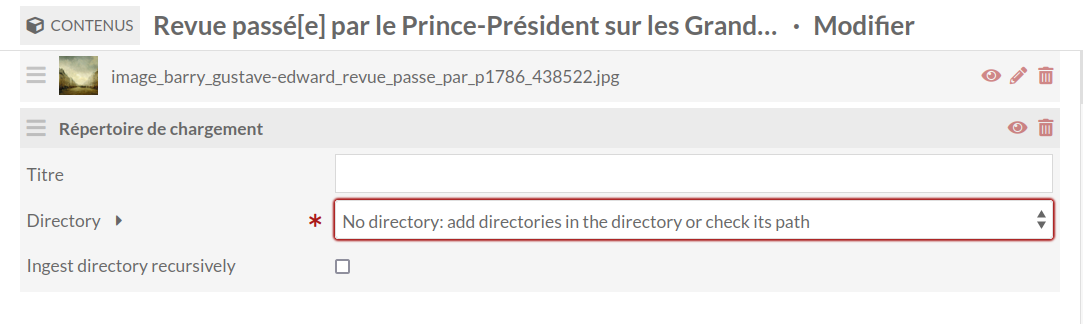 CONTENUS Revue passé[e] par le Prince-Président sur les Grand... · Modifier
image_barry_gustave-edward_revue_passe_par_p1786_438522.jpg
Répertoire de chargement
Titre
Directory No directory: add directories in the directory or check its path
Ingest directory recursively